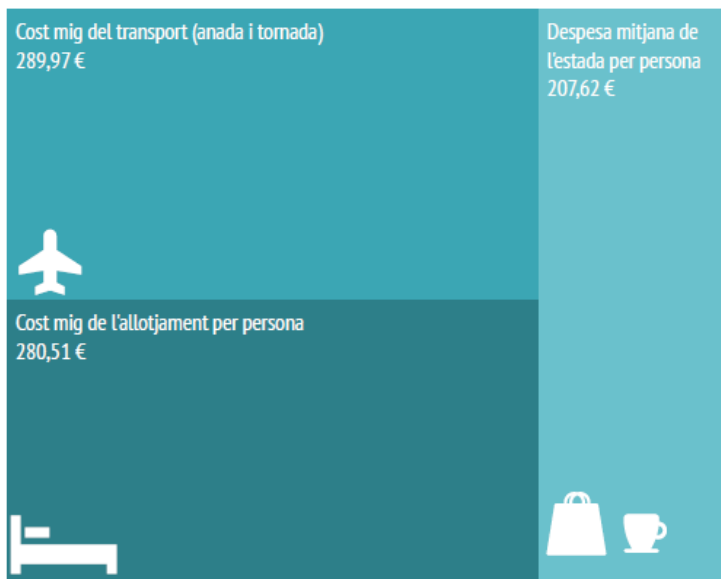 Cost mig del transport (anada i tornada)
289,97 €
Despesa mitjana de
l'estada per persona
207,62 €
Cost mig de l'allotjament per persona
280,51 €